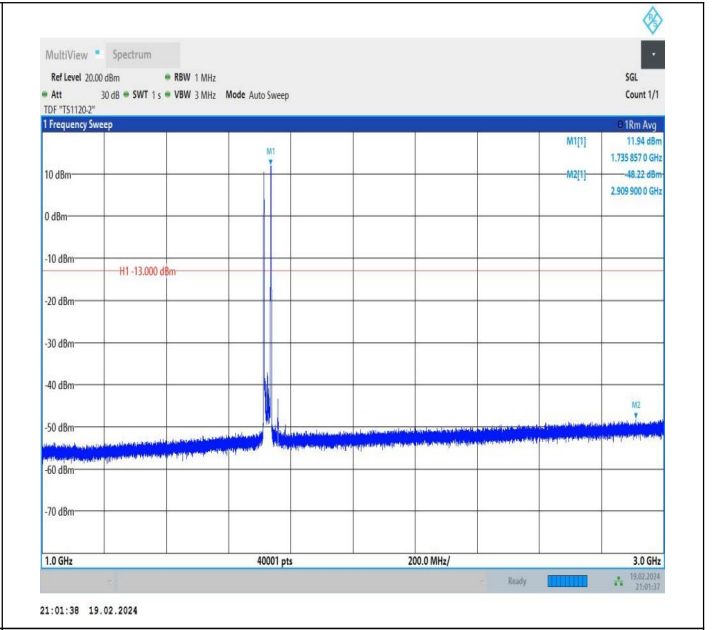 R&S
MultiView Spectrum
Ref Level 20.00 dBm RBW 1 MHz SGL
Att 30 dB SWT 1 s VBW 3 MHz Mode Auto Sweep Count 1/1
TDF "TS1120-2"
1 Frequency Sweep 1Rm Avg
M1[1] 11.94 dBm
1.735 857 0 GHz
M2[1] -48.22 dBm
2.909 900 0 GHz
M1
10 dBm
0 dBm
-10 dBm
H1 -13.000 dBm
-20 dBm
-30 dBm
-40 dBm
M2
-50 dBm
-60 dBm
-70 dBm
1.0 GHz 40001 pts 200.0 MHz/ 3.0 GHz
Ready 19.02.2024
21:01:37
21:01:38 19.02.2024